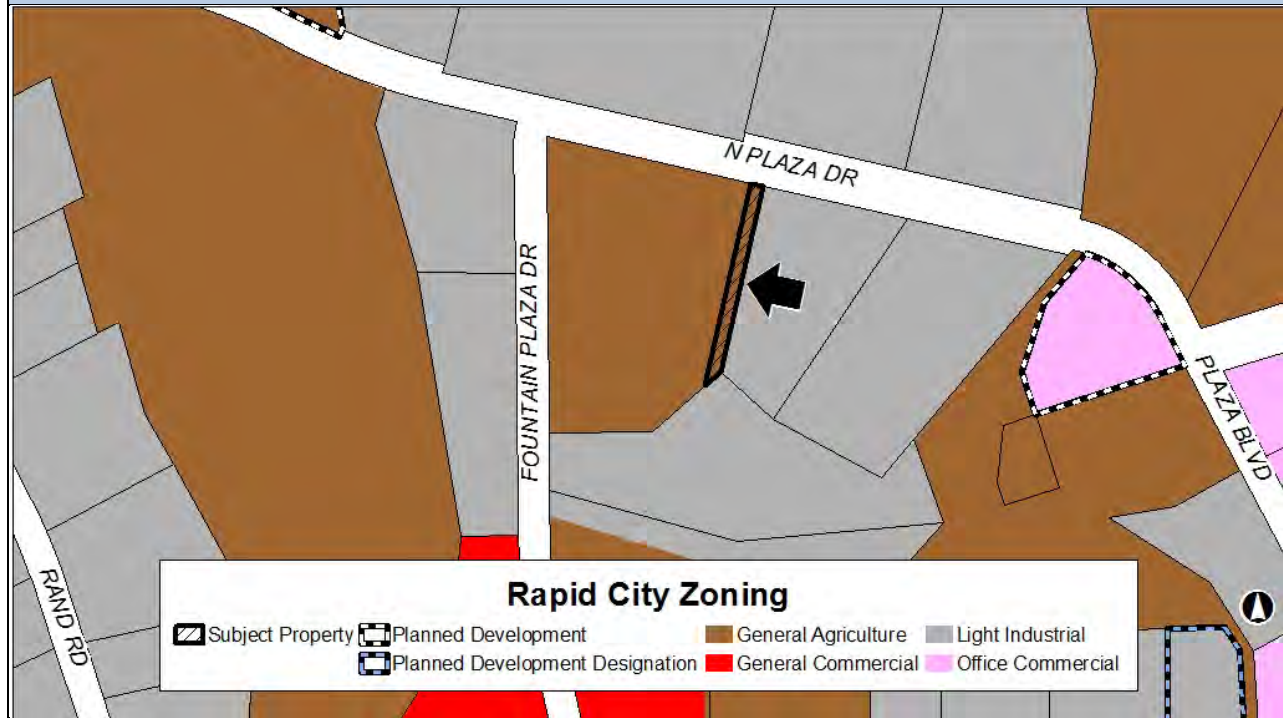 N PLAZA DR
FOUNTAIN PLAZA DR
PLAZA BLVD
RAND RD
Rapid City Zoning
Subject Property Planned Development General Agriculture Light Industrial
Planned Development Designation General Commercial Office Commercial